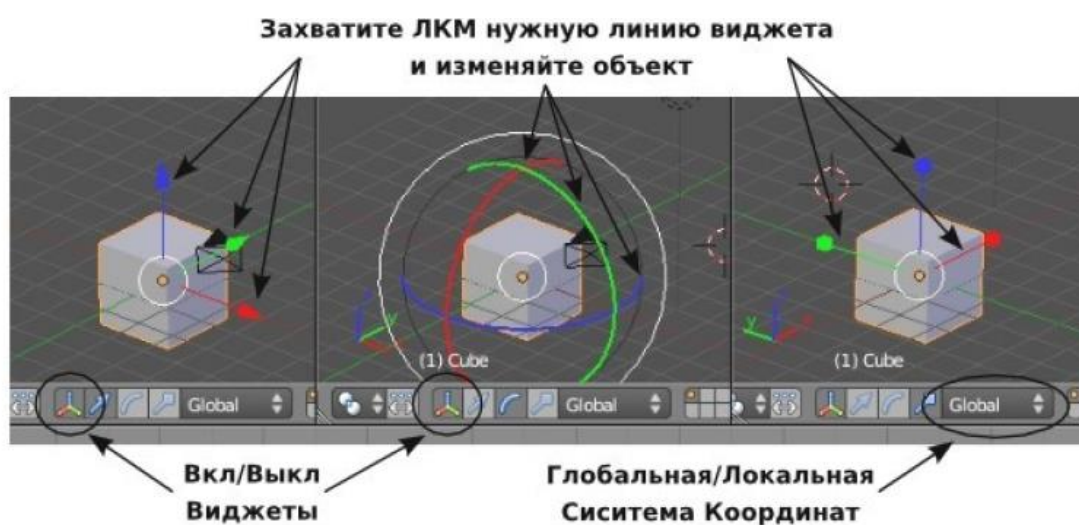 Захватите ЛКМ нужную линию виджета
и изменяйте объект
y
(1) Cube
y
(1) Cube
Global
Global
Global
Вкл/Выкл
Виджеты
Глобальная/Локальная
Сиситема Координат